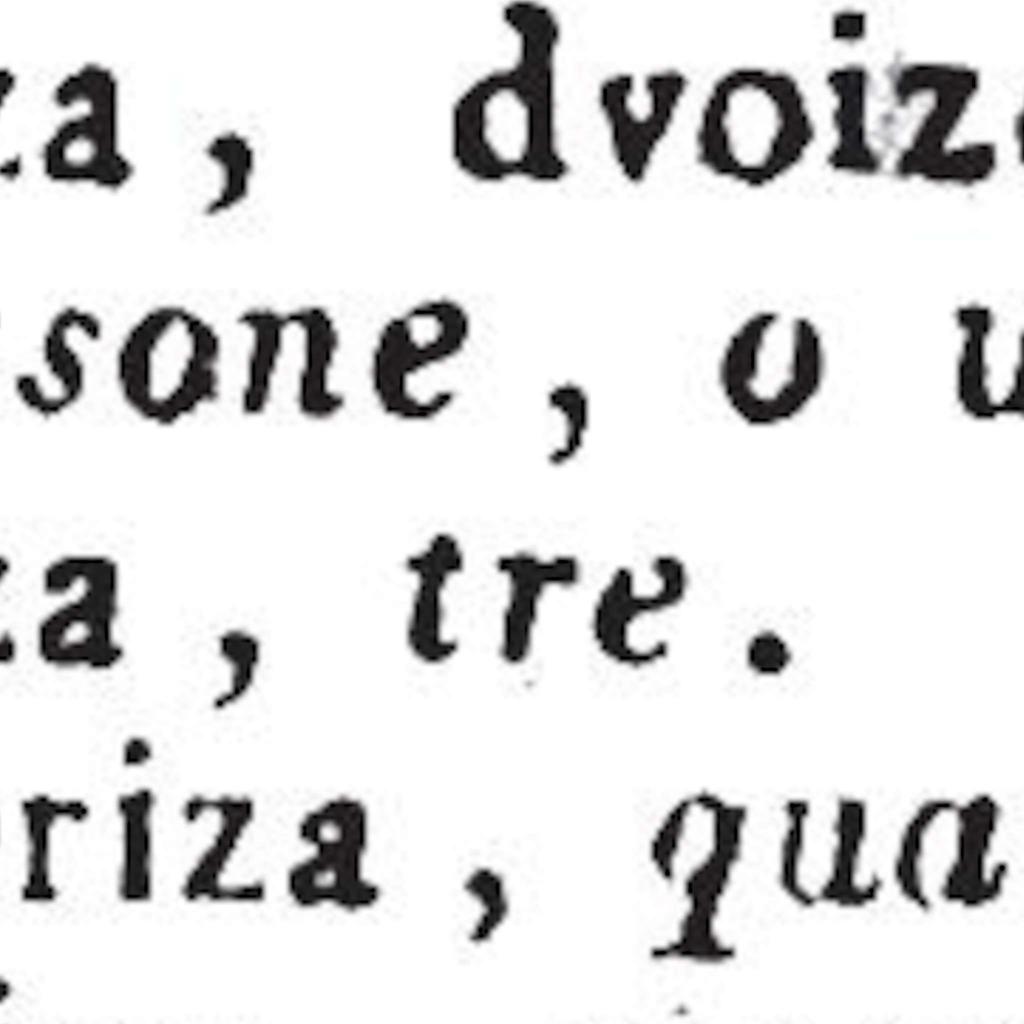 za, dvoiz
sone, o u
za, tre.
riza, qua